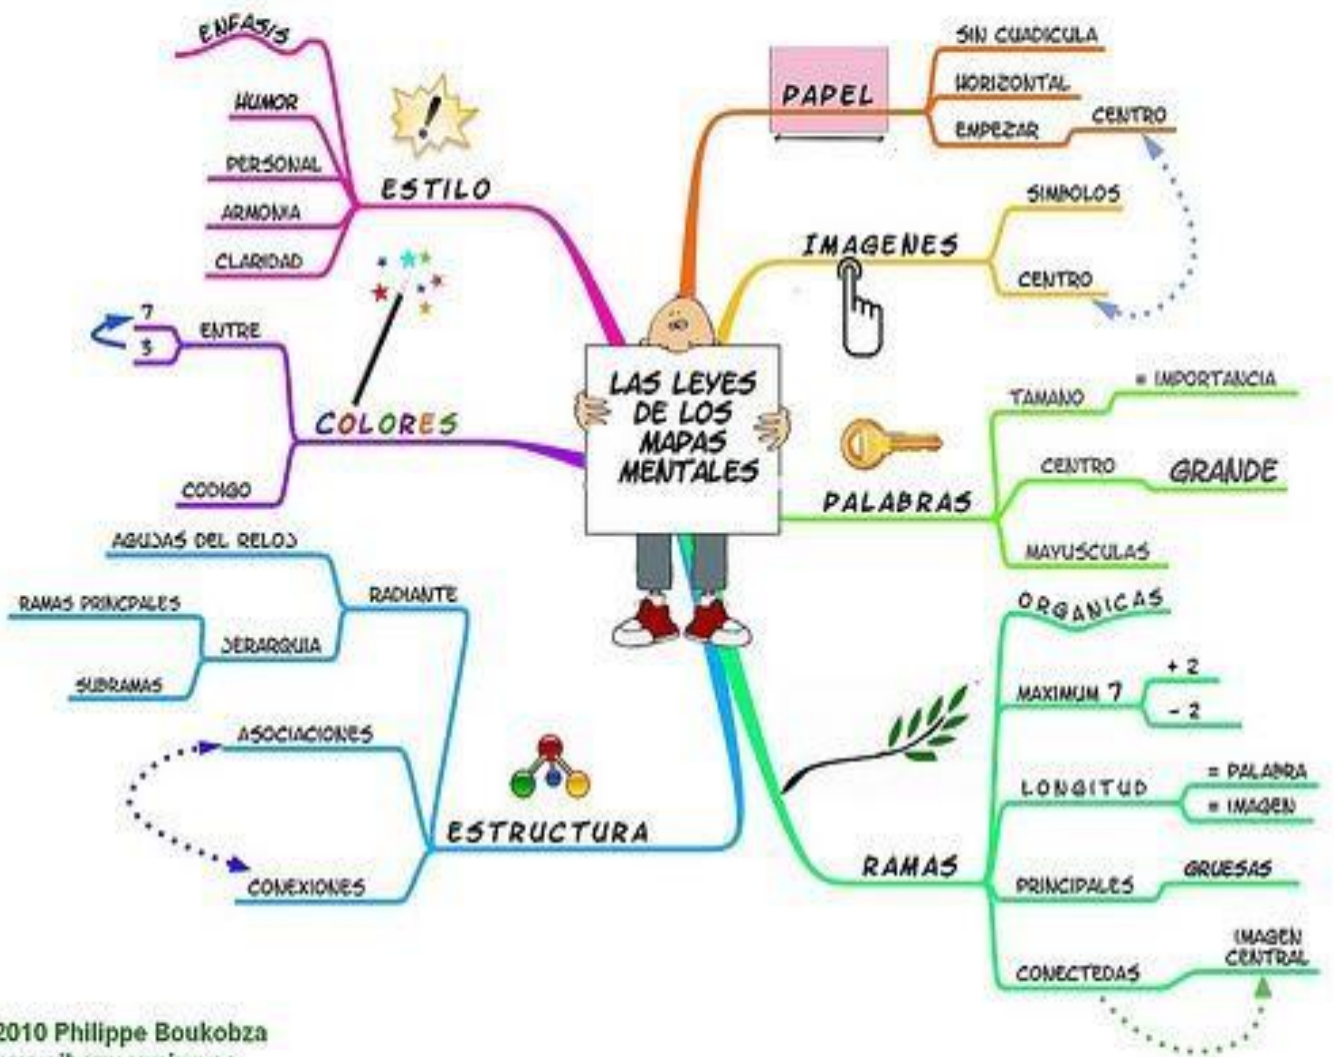 LAS LEYES
DE LOS
MAPAS
MENTALES
PAPEL
SIN CUADICULA
HORIZONTAL
EMPEZAR
CENTRO
IMAGENES
SIMBOLOS
CENTRO
PALABRAS
TAMANO
= IMPORTANCIA
CENTRO
GRANDE
MAYUSCULAS
RAMAS
ORGANICAS
MAXIMUM 7
+ 2
- 2
LONGITUD
= PALABRA
= IMAGEN
PRINCIPALES
GRUESAS
CONECTEDAS
IMAGEN
CENTRAL
ESTRUCTURA
RADIANTE
AGUJAS DEL RELOJ
JERARQUIA
RAMAS PRINCPALES
SUBRAMAS
ASOCIACIONES
CONEXIONES
COLORES
ENTRE
7
3
CODIGO
ESTILO
ENFASIS
HUMOR
PERSONAL
ARMONIA
CLARIDAD
2010 Philippe Boukobza